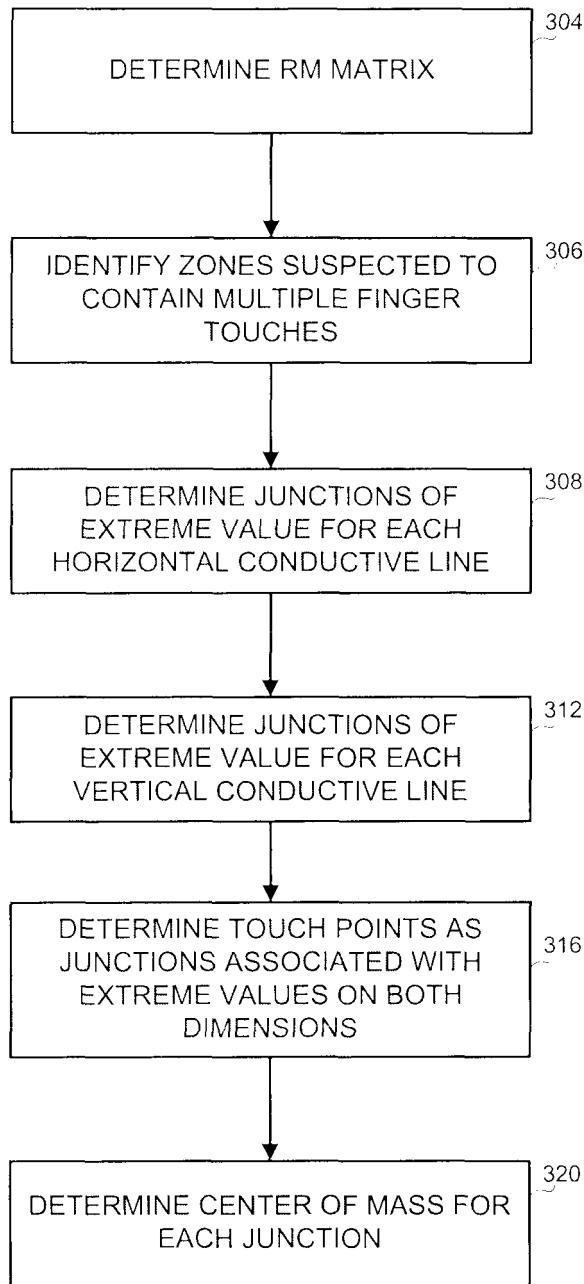 304
DETERMINE RM MATRIX
306
IDENTIFY ZONES SUSPECTED TO
CONTAIN MULTIPLE FINGER
TOUCHES
308
DETERMINE JUNCTIONS OF
EXTREME VALUE FOR EACH
HORIZONTAL CONDUCTIVE LINE
312
DETERMINE JUNCTIONS OF
EXTREME VALUE FOR EACH
VERTICAL CONDUCTIVE LINE
316
DETERMINE TOUCH POINTS AS
JUNCTIONS ASSOCIATED WITH
EXTREME VALUES ON BOTH
DIMENSIONS
320
DETERMINE CENTER OF MASS FOR
EACH JUNCTION